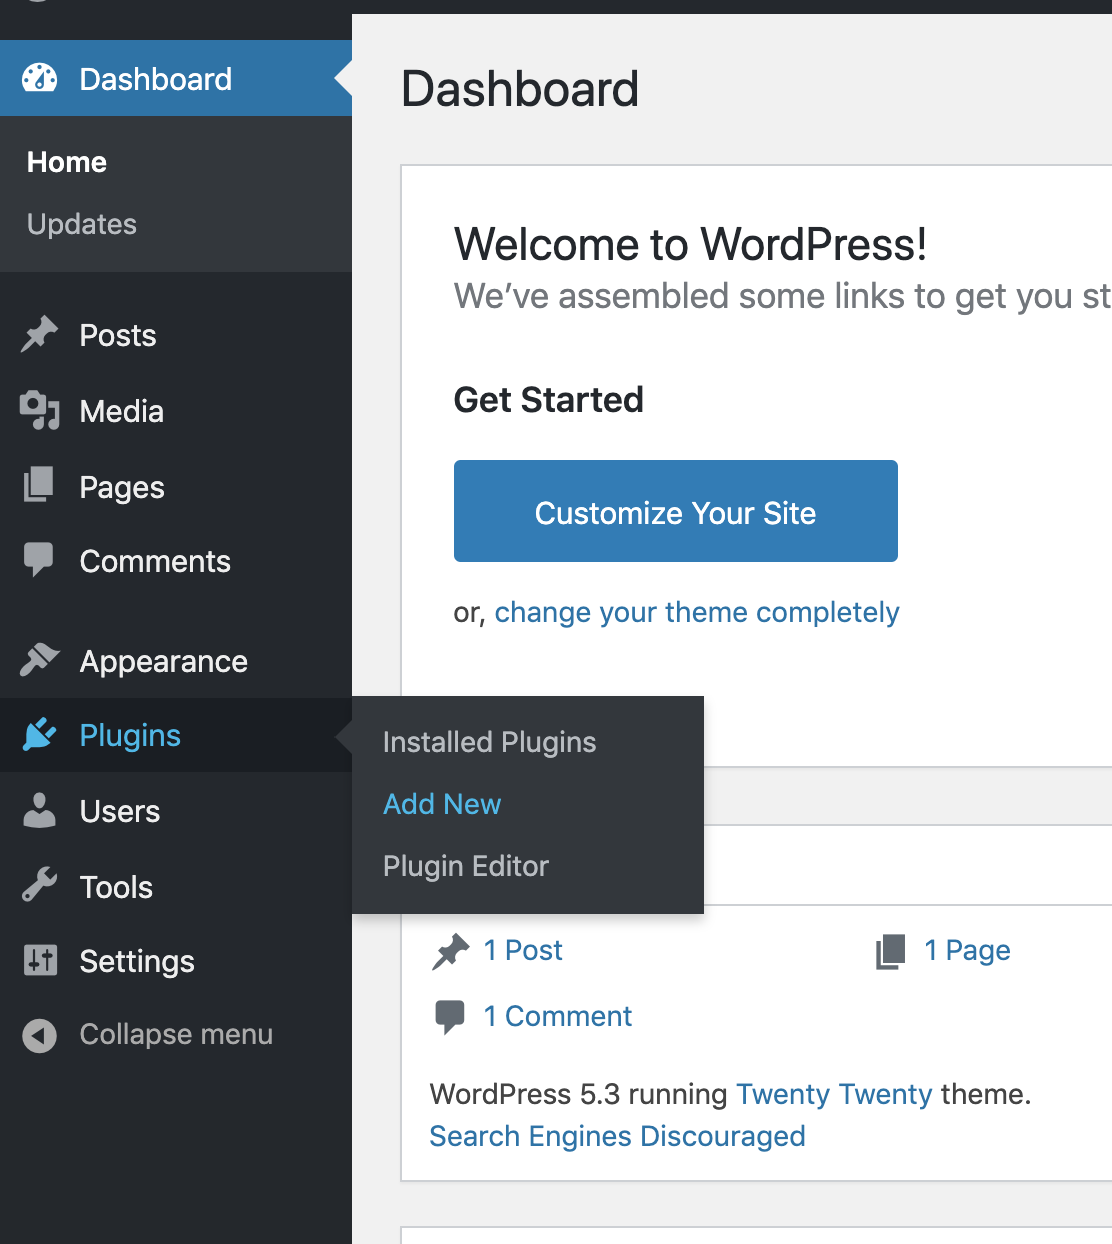 Dashboard
Home
Updates
Posts
Media
Pages
Comments
Appearance
Plugins
Users
Tools
Settings
Collapse menu
Installed Plugins
Add New
Plugin Editor
Dashboard
Welcome to WordPress!
We’ve assembled some links to get you st
Get Started
Customize Your Site
or, change your theme completely
1 Post
1 Page
1 Comment
WordPress 5.3 running Twenty Twenty theme.
Search Engines Discouraged